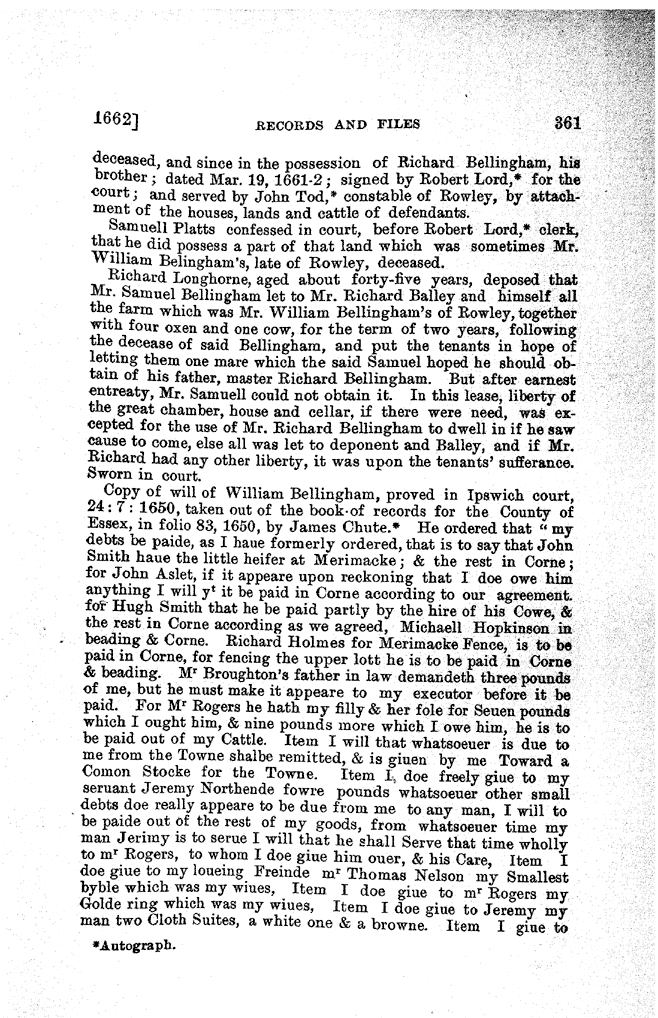 1662] RECORDS AND FILES 361
deceased, and since in the possession of Richard Bellingham, his
brother; dated Mar. 19, 1661-2; signed by Robert Lord,* for the
court; and served by John Tod,* constable of Rowley, by attach-
ment of the houses, lands and cattle of defendants.
Samuell Platts confessed in court, before Robert Lord,* clerk,
that he did possess a part of that land which was sometimes Mr.
William Belingham's, late of Rowley, deceased.
Richard Longhorne, aged about forty-five years, deposed that
Mr. Samuel Bellingham let to Mr. Richard Balley and himself all
the farm which was Mr. William Bellingham's of Rowley, together
with four oxen and one cow, for the term of two years, following
the decease of said Bellingham, and put the tenants in hope of
letting them one mare which the said Samuel hoped he should ob-
tain of his father, master Richard Bellingham. But after earnest
entreaty, Mr. Samuell could not obtain it. In this lease, liberty of
the great chamber, house and cellar, if there were need, was ex-
cepted for the use of Mr. Richard Bellingham to dwell in if he saw
cause to come, else all was let to deponent and Balley, and if Mr.
Richard had any other liberty, it was upon the tenants' sufferance.
Sworn in court.
Copy of will of William Bellingham, proved in Ipswich court,
24 : 7 : 1650, taken out of the book of records for the County of
Essex, in folio 83, 1650, by James Chute.* He ordered that "my
debts be paide, as I haue formerly ordered, that is to say that John
Smith haue the little heifer at Merimacke; & the rest in Corne;
for John Aslet, if it appeare upon reckoning that I doe owe him
anything I will yᵗ it be paid in Corne according to our agreement.
for Hugh Smith that he be paid partly by the hire of his Cowe, &
the rest in Corne according as we agreed, Michaell Hopkinson in
beading & Corne. Richard Holmes for Merimacke Fence, is to be
paid in Corne, for fencing the upper lott he is to be paid in Corne
& beading. Mʳ Broughton's father in law demandeth three pounds
of me, but he must make it appeare to my executor before it be
paid. For Mʳ Rogers he hath my filly & her fole for Seuen pounds
which I ought him, & nine pounds more which I owe him, he is to
be paid out of my Cattle. Item I will that whatsoeuer is due to
me from the Towne shalbe remitted, & is giuen by me Toward a
Comon Stocke for the Towne. Item I, doe freely giue to my
seruant Jeremy Northende fowre pounds whatsoeuer other small
debts doe really appeare to be due from me to any man, I will to
be paide out of the rest of my goods, from whatsoeuer time my
man Jerimy is to serue I will that he shall Serve that time wholly
to mʳ Rogers, to whom I doe giue him ouer, & his Care, Item I
doe giue to my loueing Freinde mʳ Thomas Nelson my Smallest
byble which was my wiues, Item I doe giue to mʳ Rogers my
Golde ring which was my wiues, Item I doe giue to Jeremy my
man two Cloth Suites, a white one & a browne. Item I giue to
*Autograph.